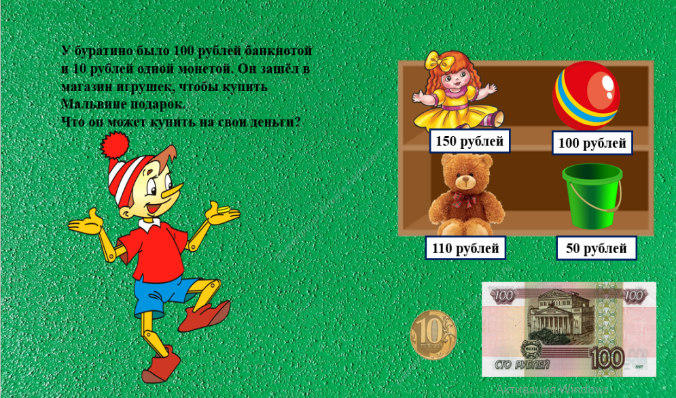 У буратино было 100 рублей банкнотой
и 10 рублей одной монетой. Он зашёл в
магазин игрушек, чтобы купить
Мальвине подарок.
Что он может купить на свои деньги?
150 рублей
100 рублей
110 рублей
50 рублей
10
100
100
СТО РУБЛЕЙ
100
Активация Windows